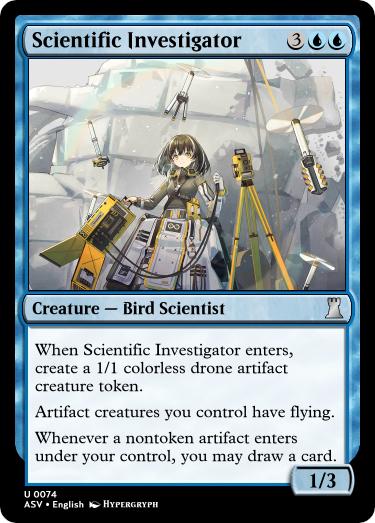 Scientific Investigator 3
Creature — Bird Scientist
When Scientific Investigator enters,
create a 1/1 colorless drone artifact
creature token.
Artifact creatures you control have flying.
Whenever a nontoken artifact enters
under your control, you may draw a card.
1/3
U 0074
ASV • English HYPERGRYPH